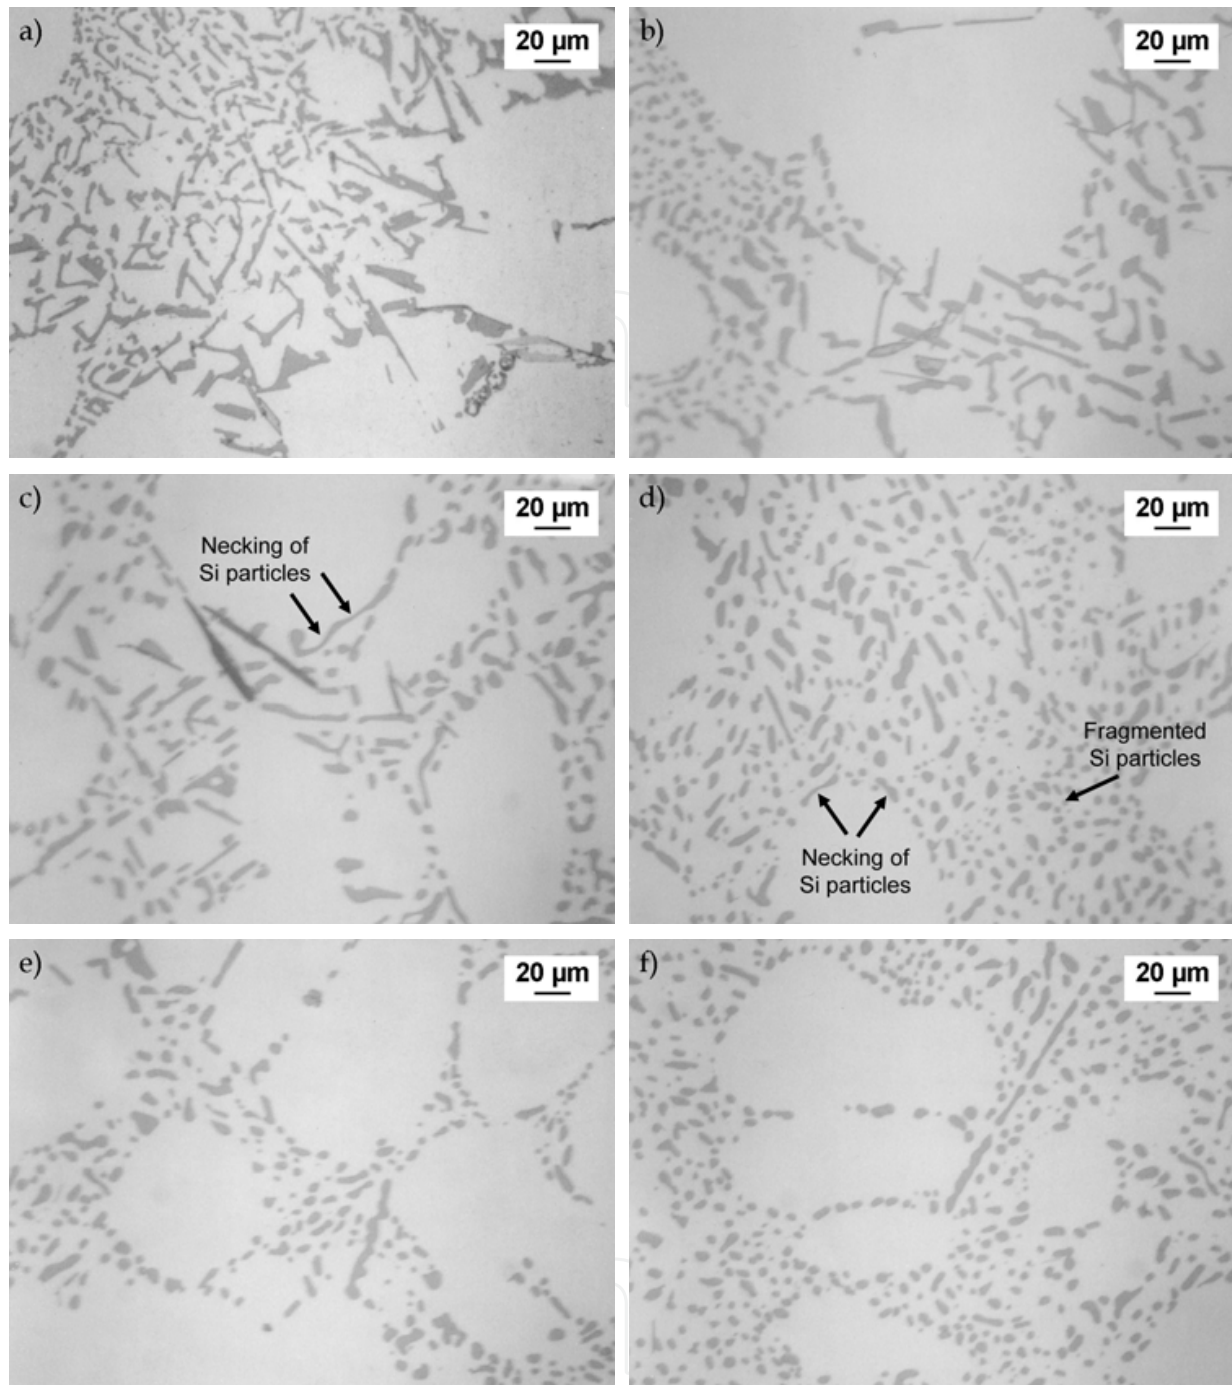 a)
20 µm
b)
20 µm
c)
20 µm
Necking of
Si particles
d)
20 µm
Fragmented
Si particles
Necking of
Si particles
e)
20 µm
f)
20 µm